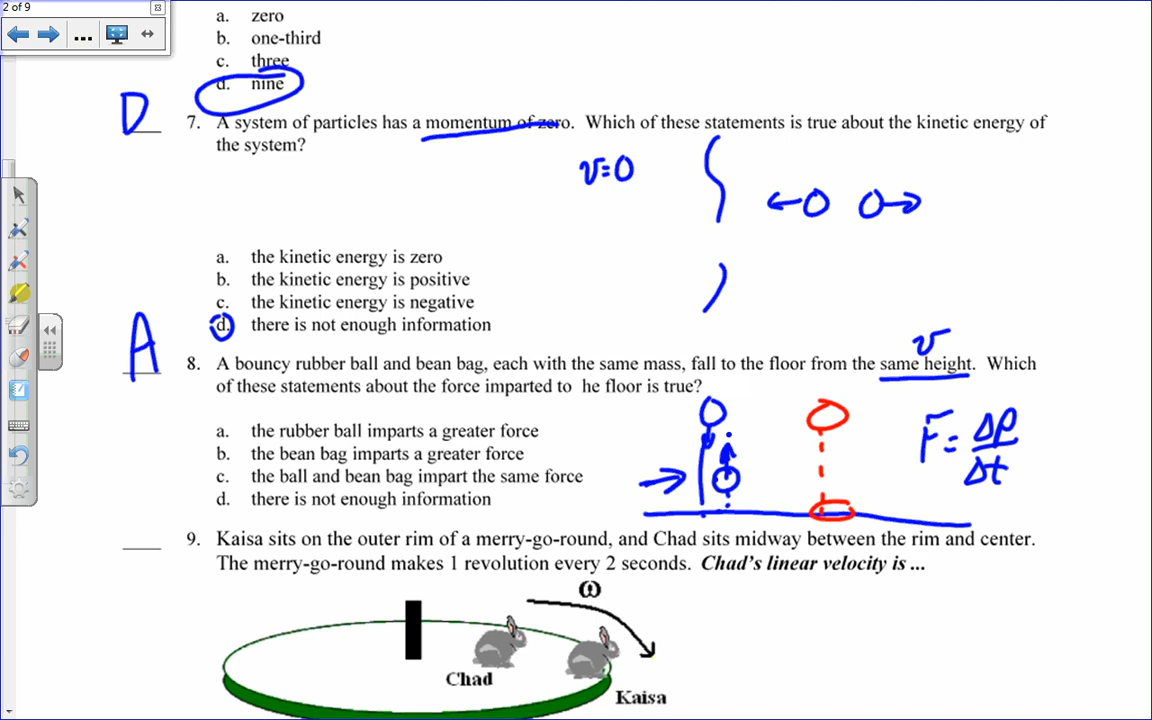 2 of 9
a. zero
b. one-third
c. three
d. nine
D
7. A system of particles has a momentum of zero. Which of these statements is true about the kinetic energy of
the system?
v=0
a. the kinetic energy is zero
b. the kinetic energy is positive
c. the kinetic energy is negative
d. there is not enough information
A
v
8. A bouncy rubber ball and bean bag, each with the same mass, fall to the floor from the same height. Which
of these statements about the force imparted to he floor is true?
a. the rubber ball imparts a greater force
b. the bean bag imparts a greater force
c. the ball and bean bag impart the same force
d. there is not enough information
F = Δp
Δt
9. Kaisa sits on the outer rim of a merry-go-round, and Chad sits midway between the rim and center.
The merry-go-round makes 1 revolution every 2 seconds. Chad's linear velocity is ...
ω
Chad
Kaisa